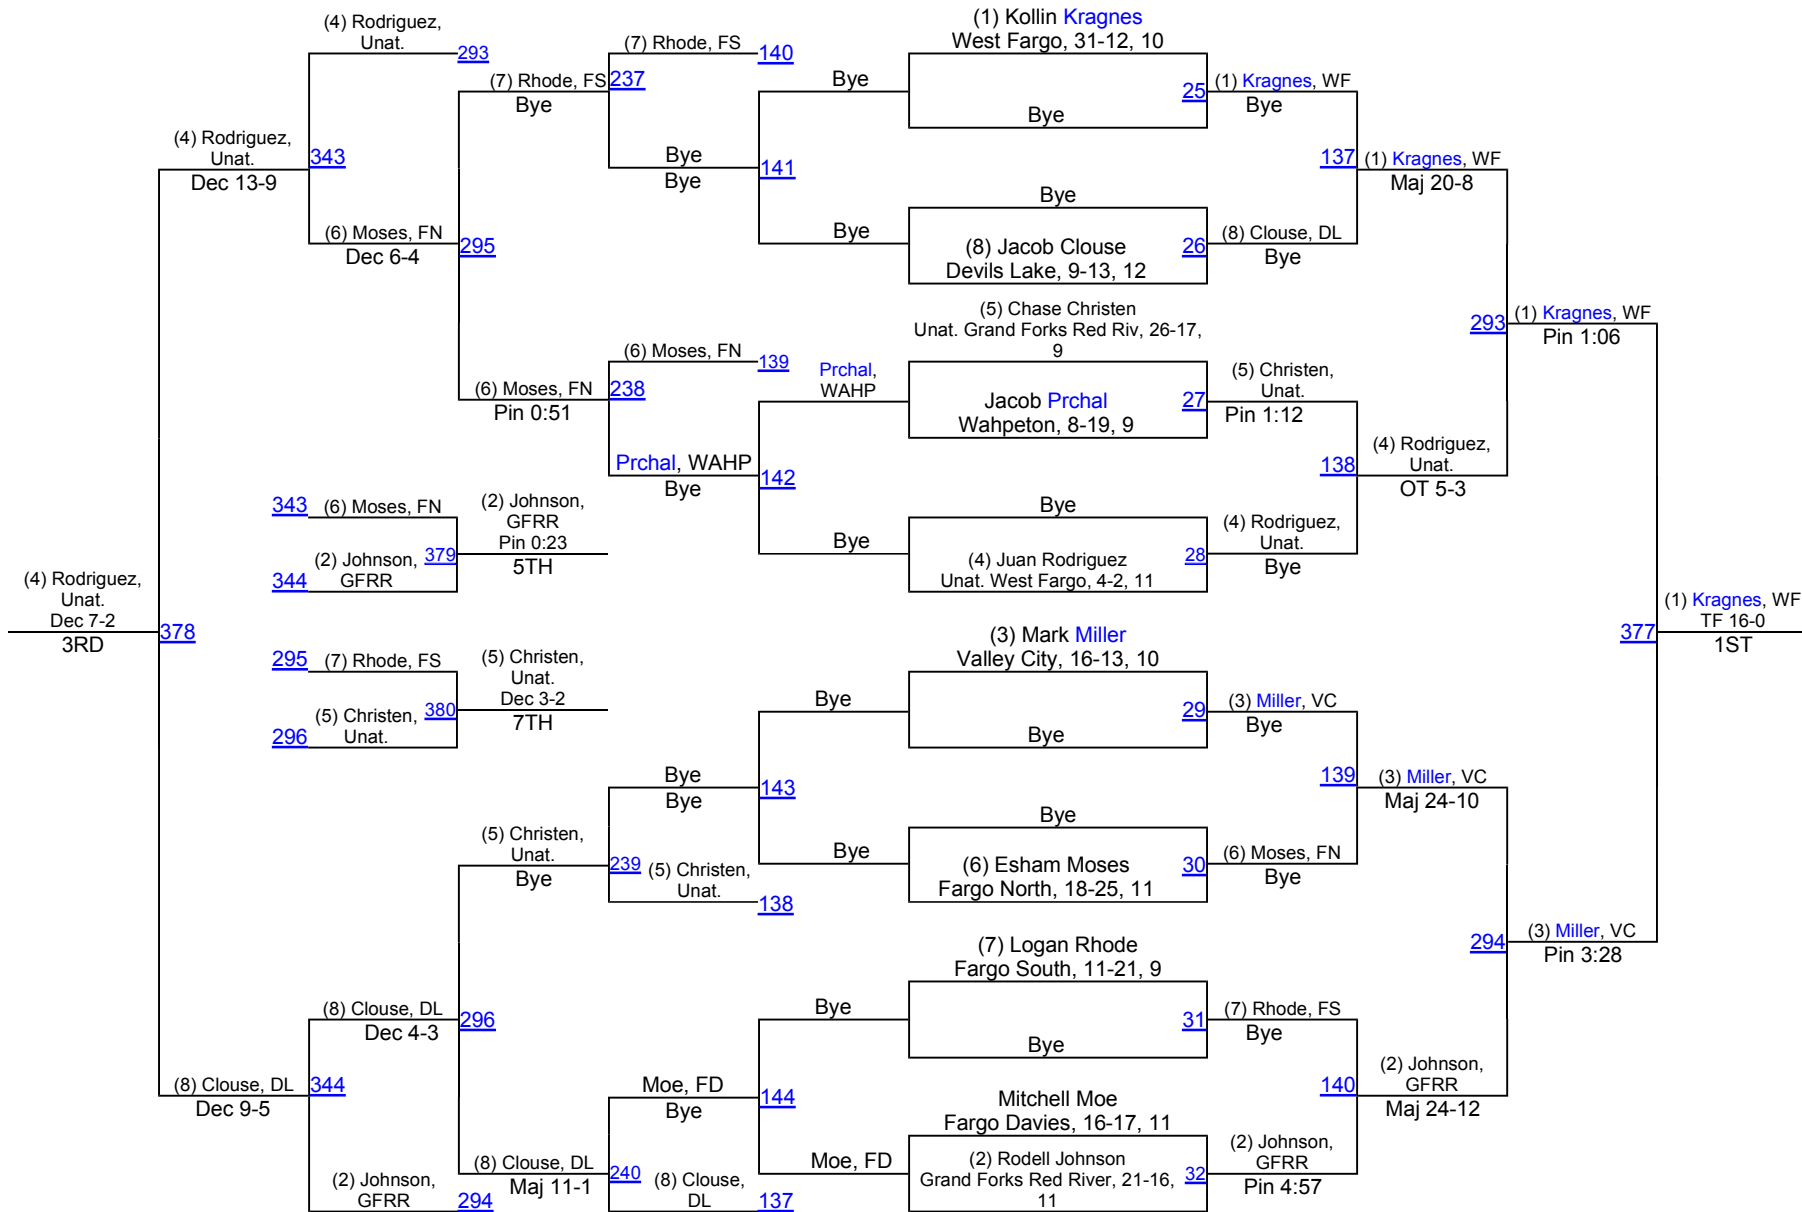 (1) Kollin Kragnes
West Fargo, 31-12, 10
(4) Rodriguez,
Unat.
293
(7) Rhode, FS
140
(7) Rhode, FS
237
Bye
Bye
25
(1) Kragnes, WF
Bye
Bye
(4) Rodriguez,
Unat.
343
Dec 13-9
Bye
141
Bye
137
(1) Kragnes, WF
Maj 20-8
Bye
(6) Moses, FN
295
Dec 6-4
Bye
(8) Jacob Clouse
Devils Lake, 9-13, 12
26
(8) Clouse, DL
Bye
(5) Chase Christen
Unat. Grand Forks Red Riv, 26-17,
9
293
(1) Kragnes, WF
Pin 1:06
(6) Moses, FN
139
(6) Moses, FN
238
Pin 0:51
Prchal,
WAHP
Jacob Prchal
Wahpeton, 8-19, 9
27
(5) Christen,
Unat.
Pin 1:12
Prchal, WAHP
142
Bye
138
(4) Rodriguez,
Unat.
OT 5-3
343
(6) Moses, FN
(2) Johnson,
GFRR
Pin 0:23
5TH
379
344
(2) Johnson,
GFRR
Bye
Bye
(4) Juan Rodriguez
Unat. West Fargo, 4-2, 11
28
(4) Rodriguez,
Unat.
Bye
(4) Rodriguez,
Unat.
Dec 7-2
3RD
378
377
(1) Kragnes, WF
TF 16-0
1ST
(3) Mark Miller
Valley City, 16-13, 10
295
(7) Rhode, FS
(5) Christen,
Unat.
Dec 3-2
7TH
380
296
(5) Christen,
Unat.
Bye
29
(3) Miller, VC
Bye
Bye
Bye
143
Bye
139
(3) Miller, VC
Maj 24-10
Bye
(5) Christen,
Unat.
Bye
239
(5) Christen,
Unat.
138
Bye
(6) Esham Moses
Fargo North, 18-25, 11
30
(6) Moses, FN
Bye
294
(3) Miller, VC
Pin 3:28
(7) Logan Rhode
Fargo South, 11-21, 9
(8) Clouse, DL
296
Dec 4-3
Bye
31
(7) Rhode, FS
Bye
Bye
(8) Clouse, DL
344
Dec 9-5
Moe, FD
144
Bye
Mitchell Moe
Fargo Davies, 16-17, 11
140
(2) Johnson,
GFRR
Maj 24-12
(2) Johnson,
GFRR
294
(8) Clouse, DL
240
Maj 11-1
(8) Clouse,
DL
137
Moe, FD
(2) Rodell Johnson
Grand Forks Red River, 21-16,
11
32
(2) Johnson,
GFRR
Pin 4:57